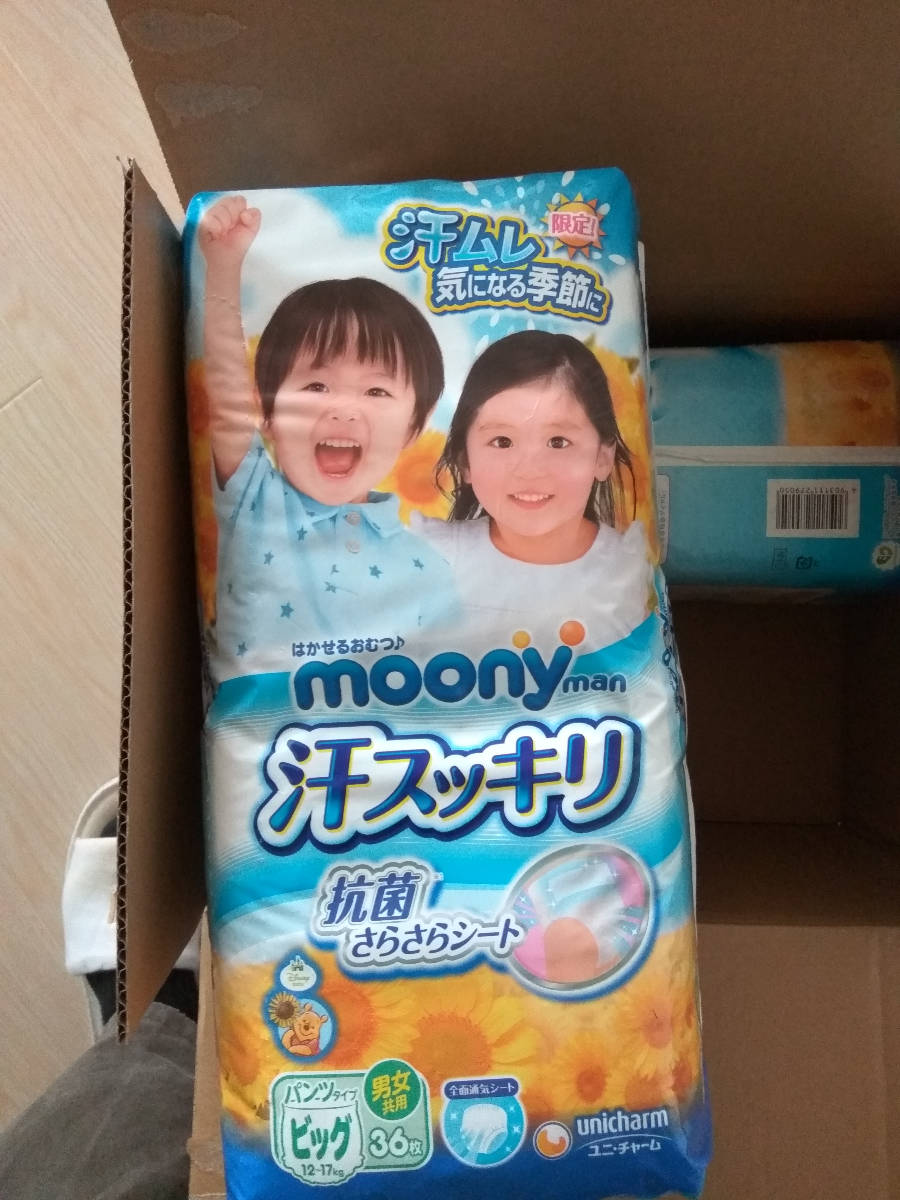 汗ムレ
限定!
気になる季節に
はかせるおむつ♪
moony man
汗スッキリ
抗菌
さらさらシート
Disney
パンツタイプ
ビッグ
12~17kg
男女
共用
36枚
全面通気シート
unicharm
ユニ・チャーム